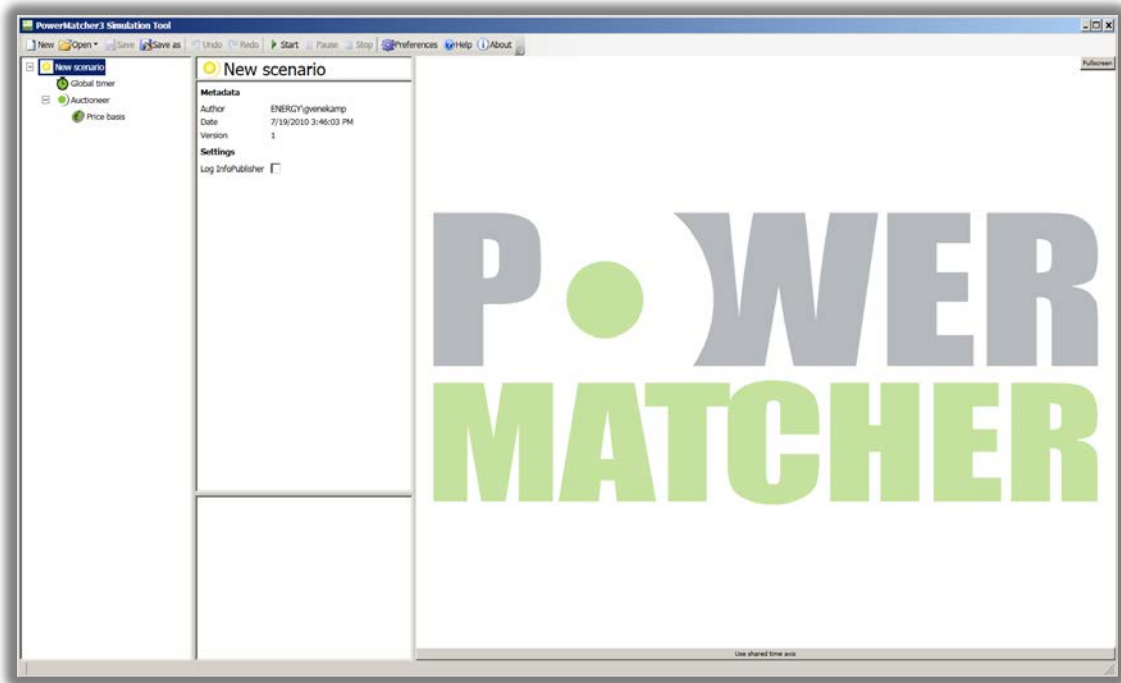 PowerMatcher3 Simulation Tool
New Open Save Save as Undo Redo Start Pause Stop Preferences Help About
New scenario
Global timer
Auctioneer
Price basis
New scenario
Metadata
Author ENERGY\gvenekamp
Date 7/19/2010 3:46:03 PM
Version 1
Settings
Log InfoPublisher
Fullscreen
POWER
MATCHER
Use shared time axis